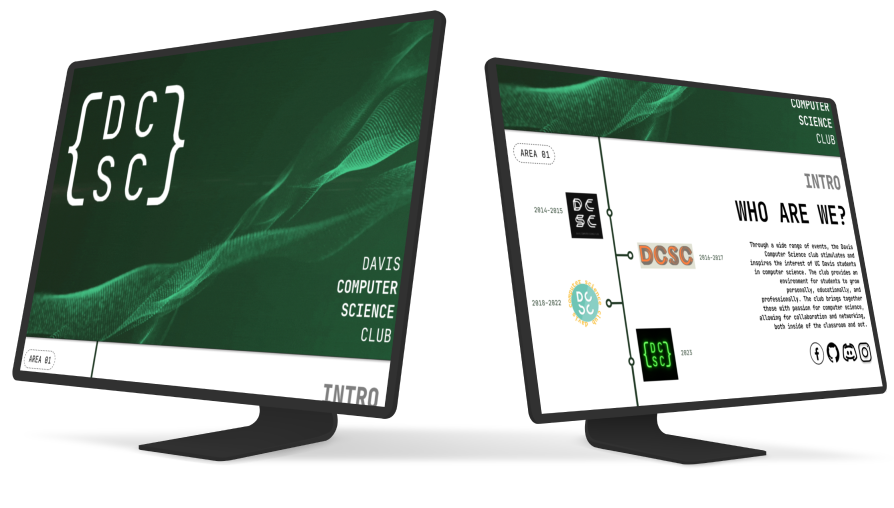 DC
SC
DAVIS
COMPUTER
SCIENCE
CLUB
AREA 01
INTRO
COMPUTER
SCIENCE
CLUB
AREA 01
INTRO
WHO ARE WE?
2014-2015
DC
SC
DCSC
2016-2017
2018-2022
DC
SC
DC
SC
2023
Through a wide range of events, the Davis
Computer Science club stimulates and
inspires the interest of UC Davis students
in computer science. The club provides an
environment for students to grow
personally, educationally, and
professionally. The club brings together
those with passion for computer science,
allowing for collaboration and networking,
both inside of the classroom and out.